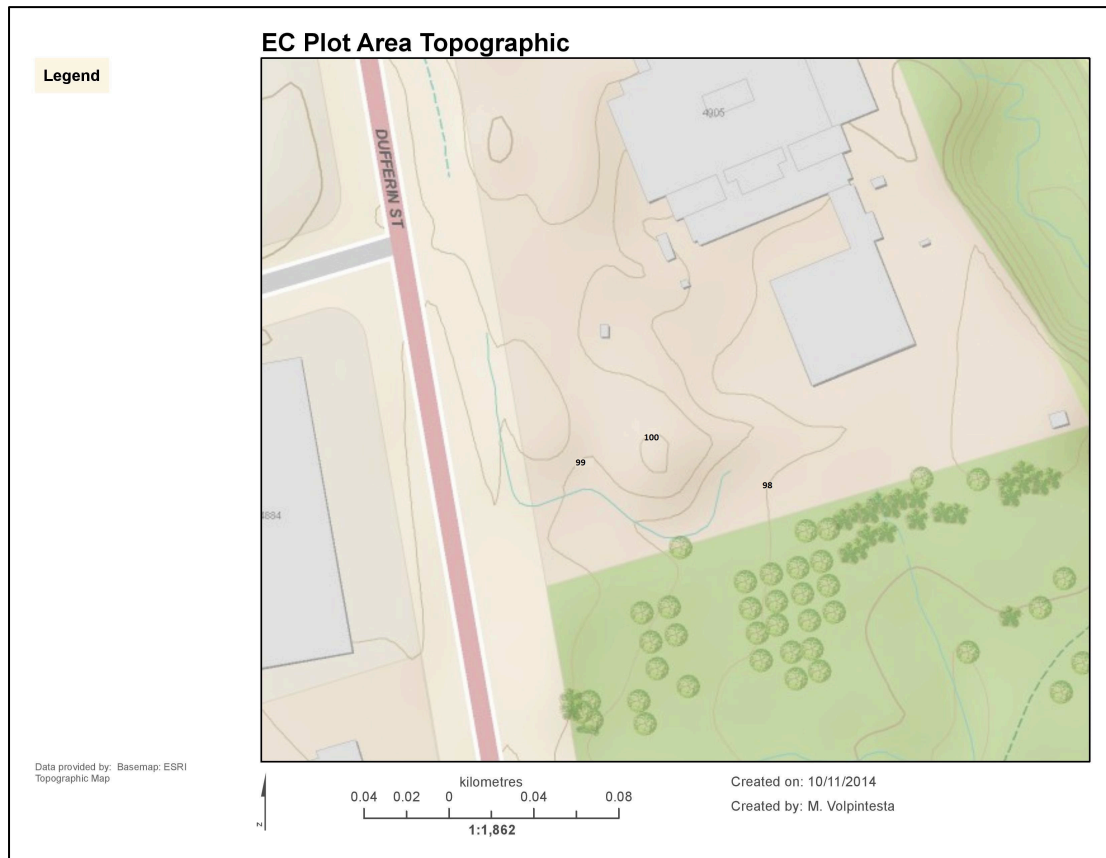 EC Plot Area Topographic
Legend
4905
DUFFERIN ST
100
99
98
4884
Data provided by: Basemap: ESRI
Topographic Map
kilometres
0.04 0.02 0 0.04 0.08
1:1,862
Created on: 10/11/2014
Created by: M. Volpintesta
z